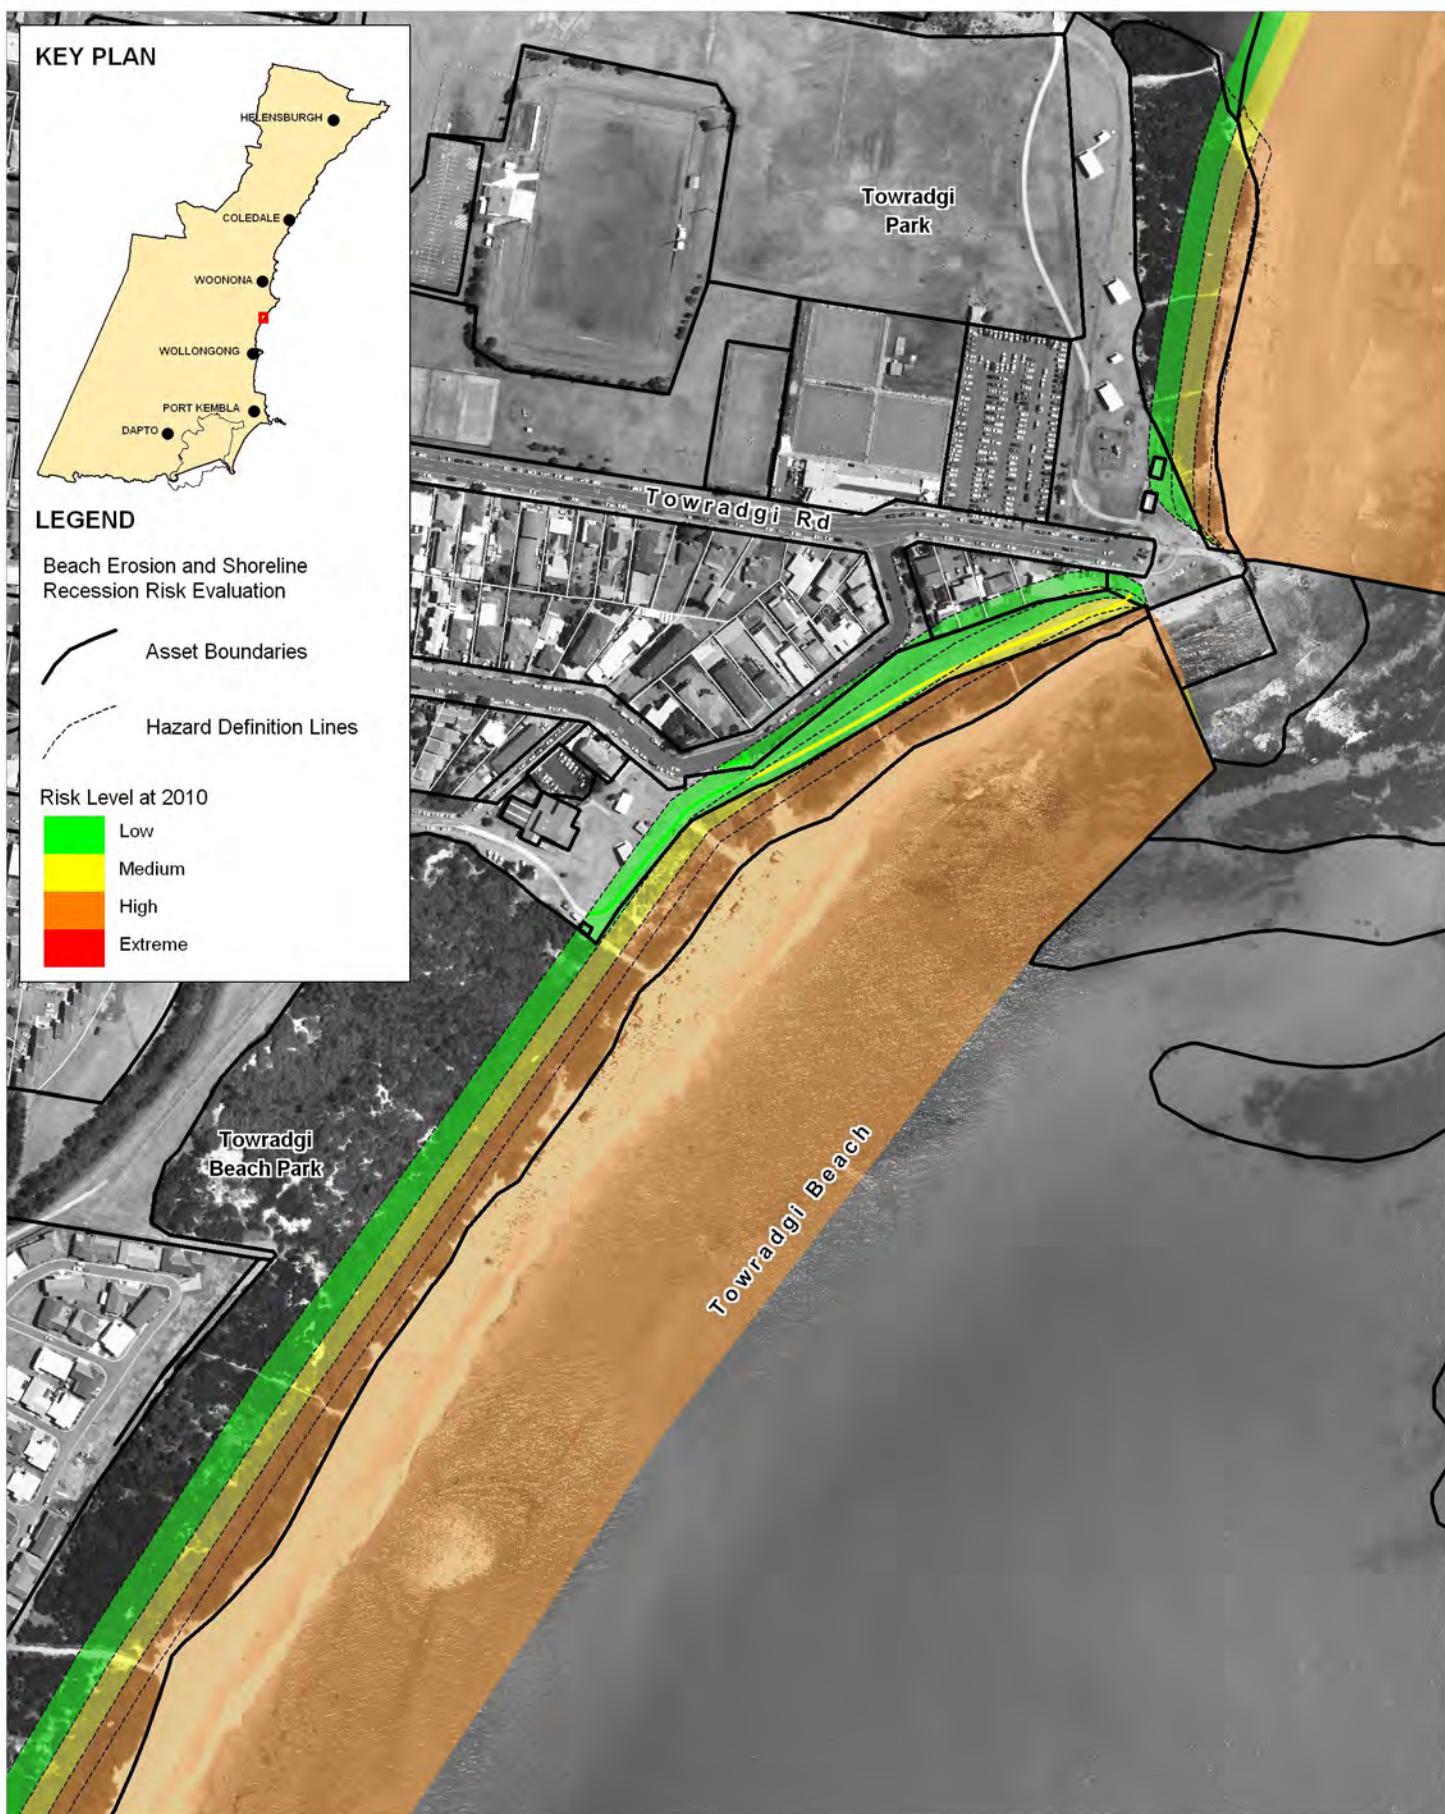 KEY PLAN
HELENSBURGH
COLEDALE
WOONONA
WOLLONGONG
PORT KEMBLA
DAPTO
LEGEND
Beach Erosion and Shoreline
Recession Risk Evaluation
Asset Boundaries
Hazard Definition Lines
Risk Level at 2010
Low
Medium
High
Extreme
Towradgi
Park
Towradgi Rd
Towradgi
Beach Park
Towradgi Beach